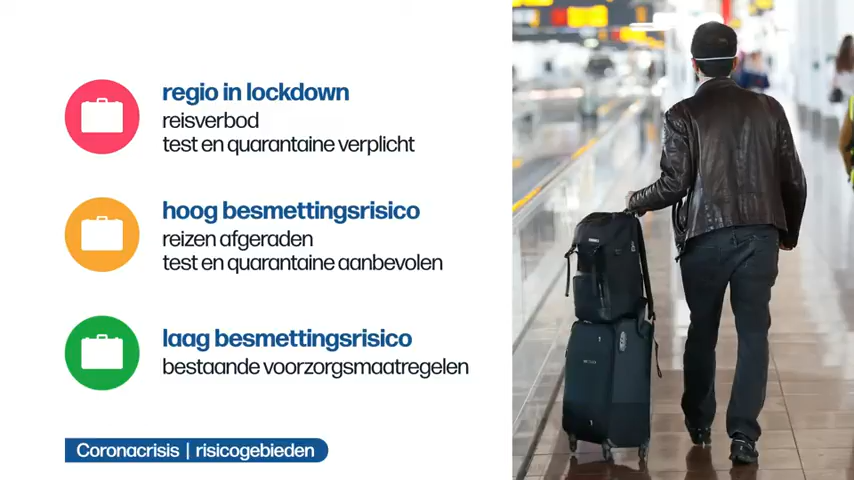 regio in lockdown
reisverbod
test en quarantaine verplicht
hoog besmettingsrisico
reizen afgeraden
test en quarantaine aanbevolen
laag besmettingsrisico
bestaande voorzorgsmaatregelen
Coronacrisis | risicogebieden